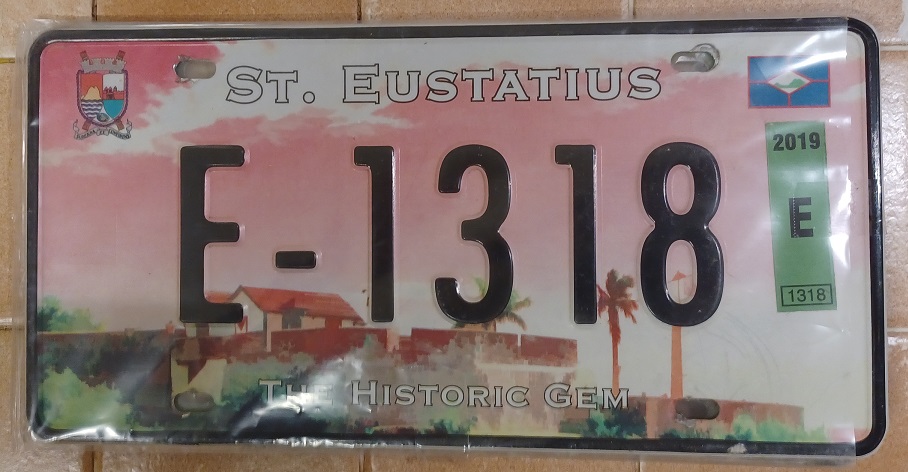 St. Eustatius
E-1318
2019
E
1318
The Historic Gem